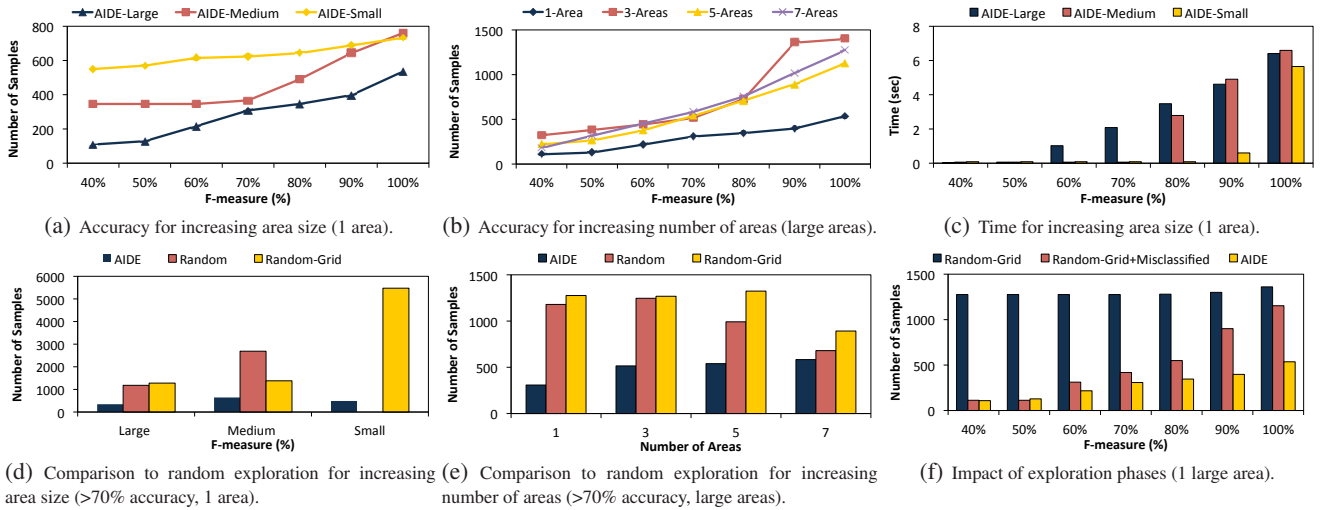 AIDE-Large AIDE-Medium AIDE-Small
Number of Samples
800
600
400
200
0
40% 50% 60% 70% 80% 90% 100%
F-measure (%)
(a) Accuracy for increasing area size (1 area).
1-Area 3-Areas 5-Areas 7-Areas
Number of Samples
1500
1000
500
0
40% 50% 60% 70% 80% 90% 100%
F-measure (%)
(b) Accuracy for increasing number of areas (large areas).
AIDE-Large AIDE-Medium AIDE-Small
Time (sec)
8
6
4
2
0
40% 50% 60% 70% 80% 90% 100%
F-measure (%)
(c) Time for increasing area size (1 area).
AIDE Random Random-Grid
Number of Samples
6000
5000
4000
3000
2000
1000
0
Large Medium Small
F-measure (%)
(d) Comparison to random exploration for increasing
area size (>70% accuracy, 1 area).
AIDE Random Random-Grid
Number of Samples
1500
1000
500
0
1 3 5 7
Number of Areas
(e) Comparison to random exploration for increasing
number of areas (>70% accuracy, large areas).
Random-Grid Random-Grid+Misclassified AIDE
Number of Samples
1500
1000
500
0
40% 50% 60% 70% 80% 90% 100%
F-measure (%)
(f) Impact of exploration phases (1 large area).